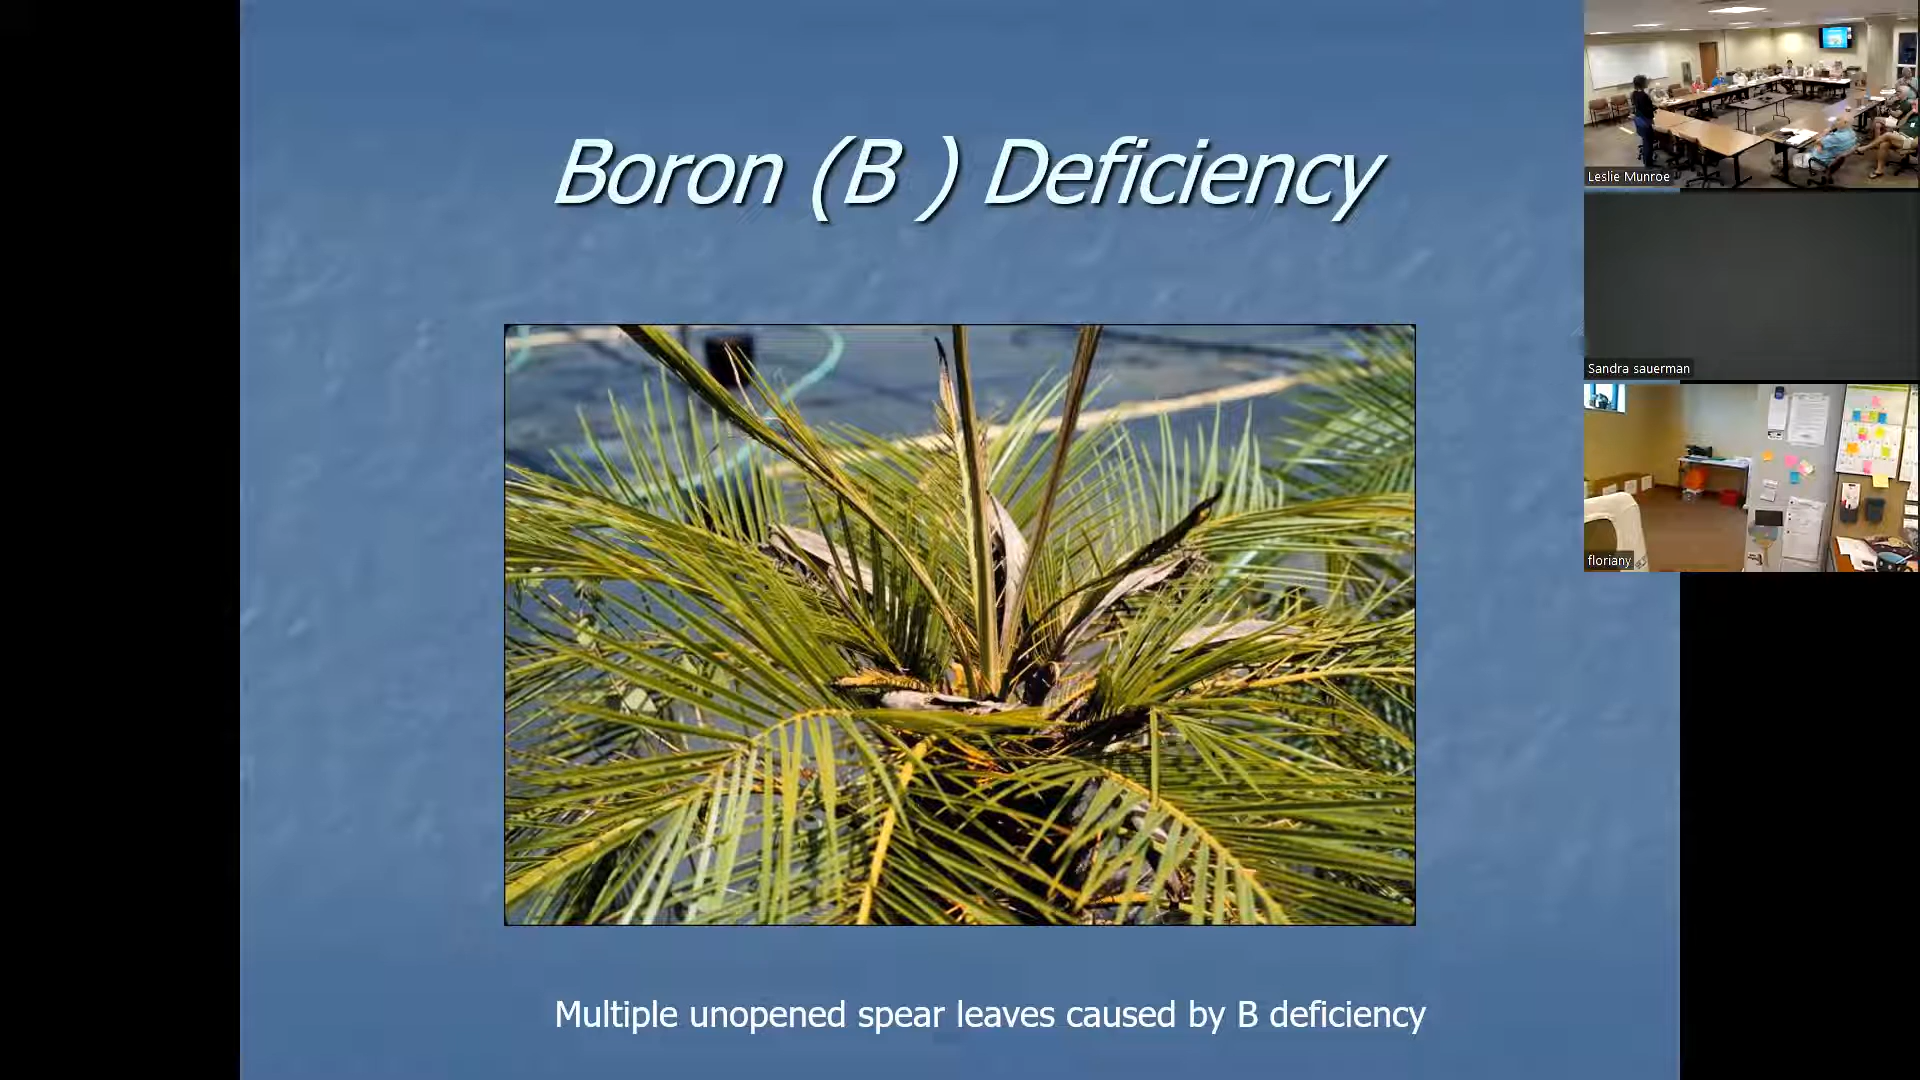 Boron (B ) Deficiency
Multiple unopened spear leaves caused by B deficiency
Leslie Munroe
Sandra sauerman
floriany